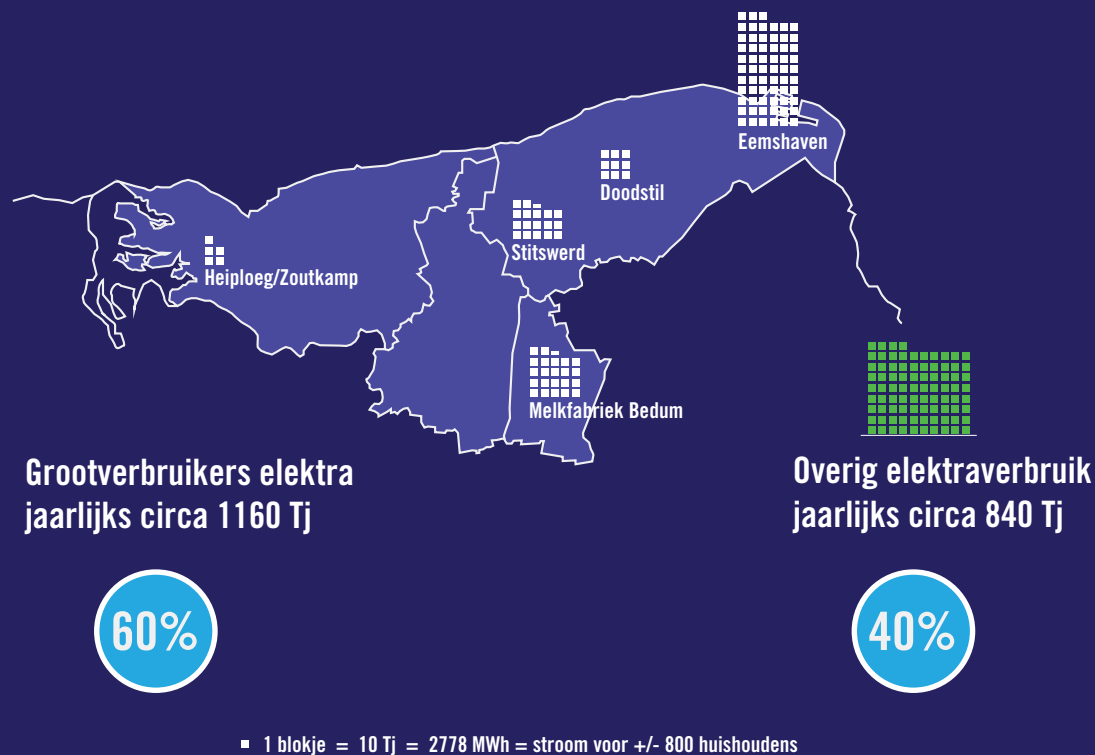 Eemshaven
Doodstil
Stitswerd
Heiploeg/Zoutkamp
Melkfabriek Bedum
Grootverbruikers elektra
jaarlijks circa 1160 Tj
60%
Overig elektraverbruik
jaarlijks circa 840 Tj
40%
1 blokje = 10 Tj = 2778 MWh = stroom voor +/- 800 huishoudens